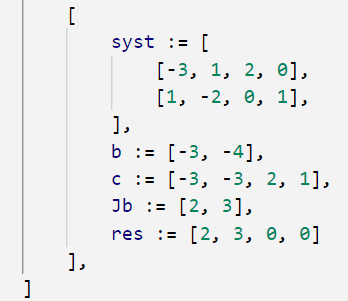 [
syst := [
[-3, 1, 2, 0],
[1, -2, 0, 1],
],
b := [-3, -4],
c := [-3, -3, 2, 1],
Jb := [2, 3],
res := [2, 3, 0, 0]
],
]